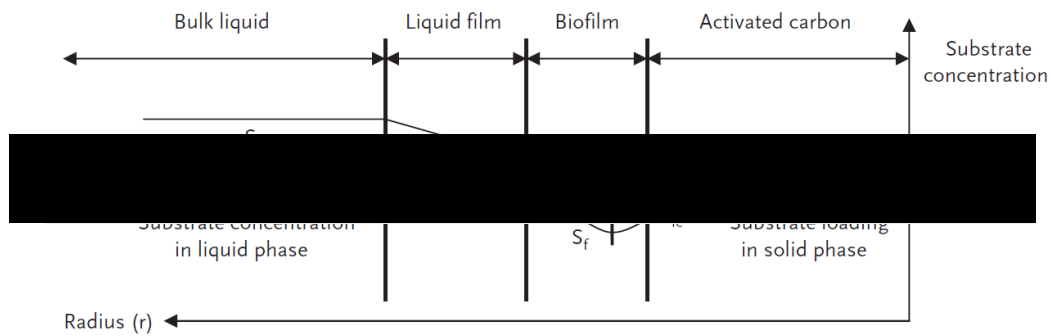 Bulk liquid
Liquid film
Biofilm
Activated carbon
Substrate
concentration
S
Substrate concentration
in liquid phase
S_f
Substrate loading
in solid phase
Radius (r)